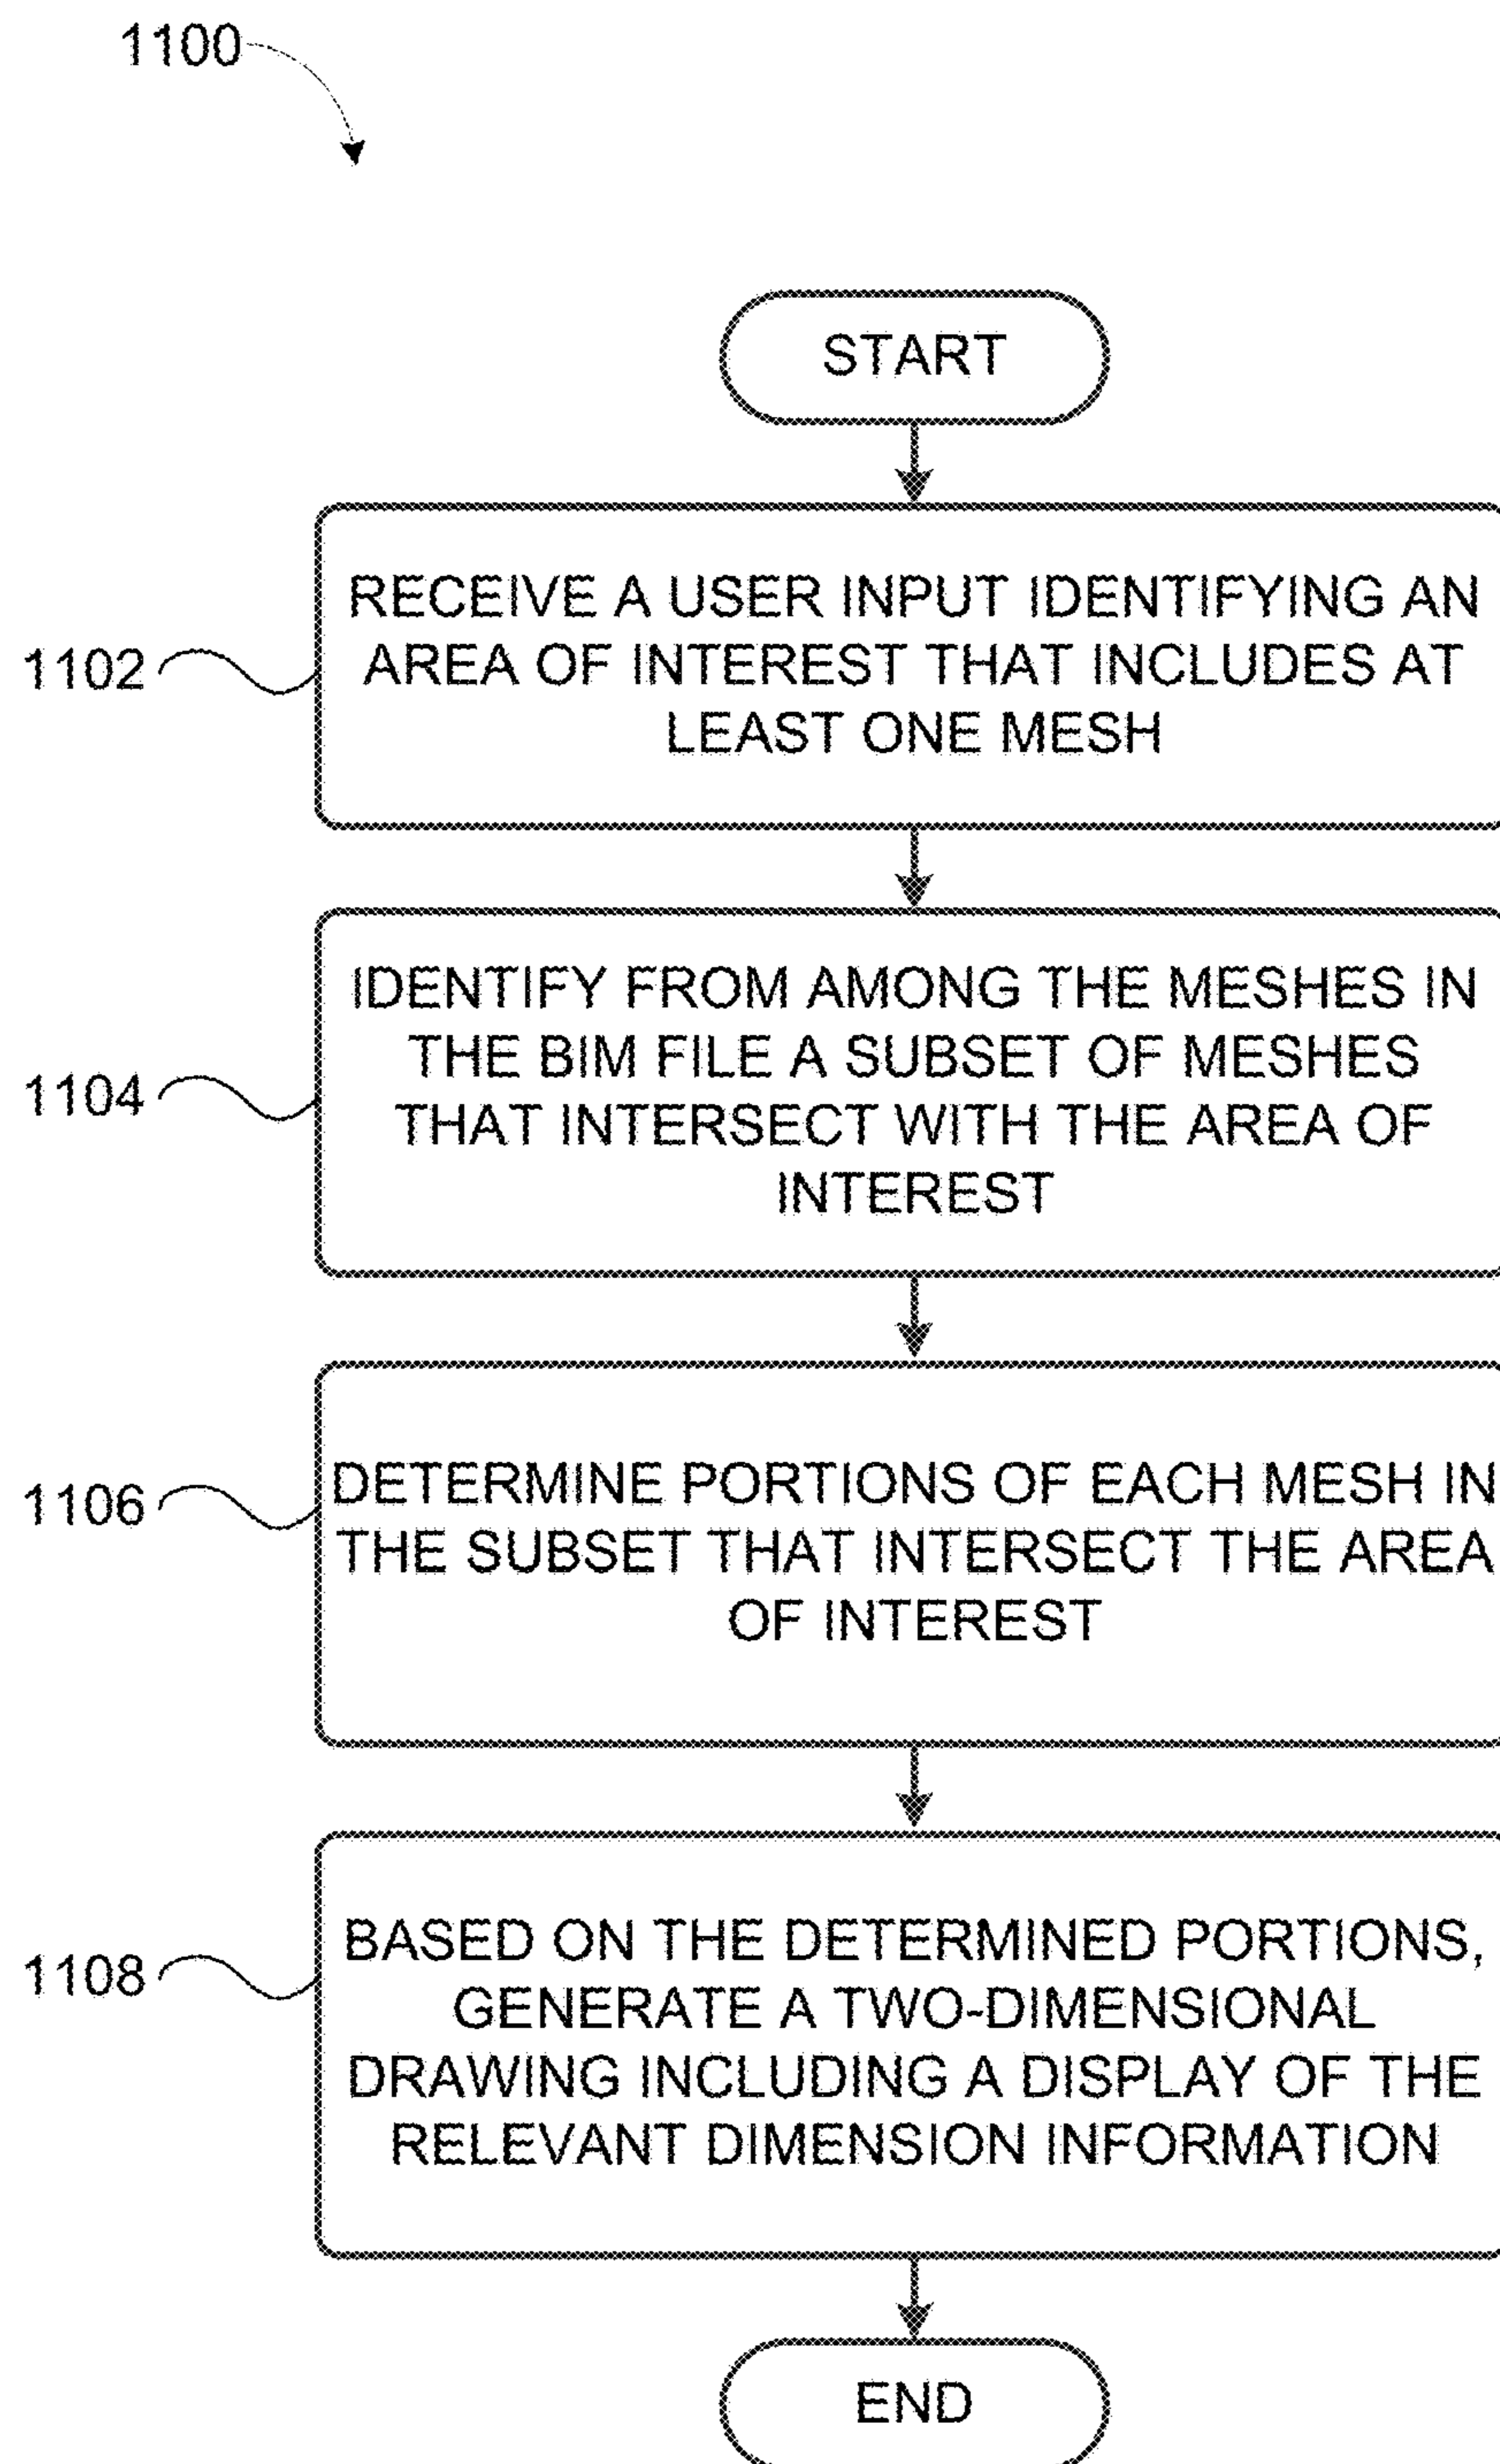 1100
START
1102
RECEIVE A USER INPUT IDENTIFYING AN
AREA OF INTEREST THAT INCLUDES AT
LEAST ONE MESH
1104
IDENTIFY FROM AMONG THE MESHES IN
THE BIM FILE A SUBSET OF MESHES
THAT INTERSECT WITH THE AREA OF
INTEREST
1106
DETERMINE PORTIONS OF EACH MESH IN
THE SUBSET THAT INTERSECT THE AREA
OF INTEREST
1108
BASED ON THE DETERMINED PORTIONS,
GENERATE A TWO-DIMENSIONAL
DRAWING INCLUDING A DISPLAY OF THE
RELEVANT DIMENSION INFORMATION
END